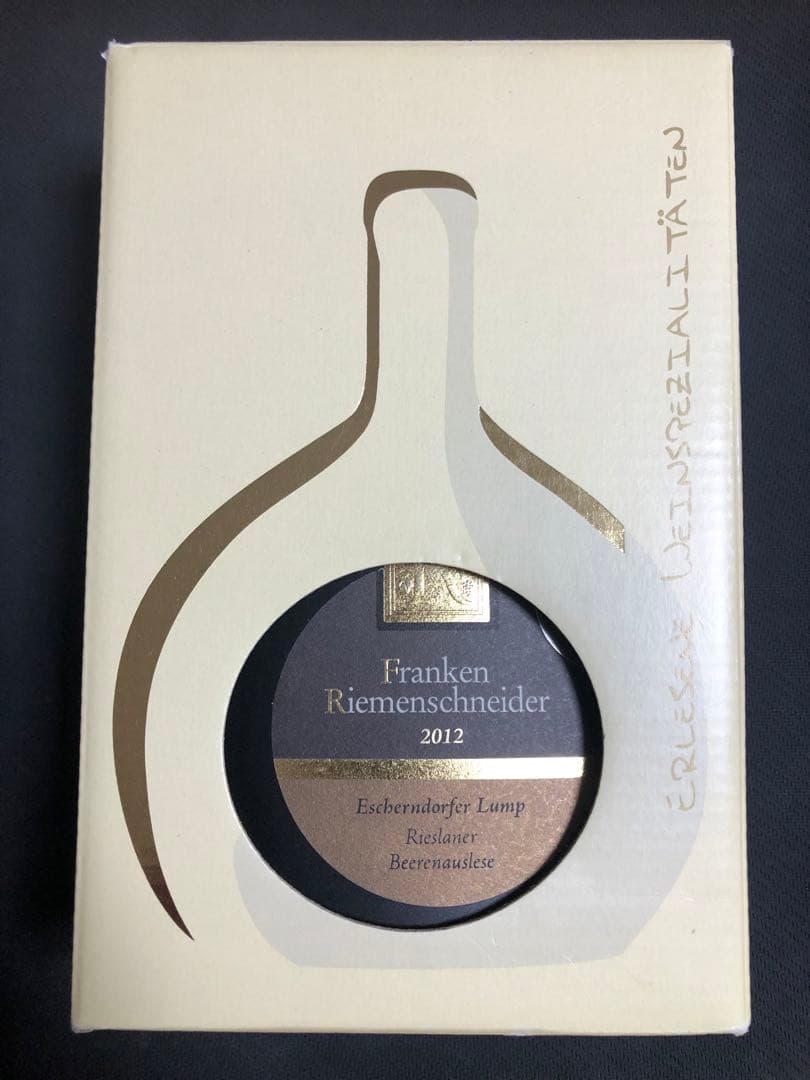 Franken
Riemenschneider
2012
Escherndorfer Lump
Rieslaner
Beerenauslese
ERLESENE WEINSPEZIALITÄTEN